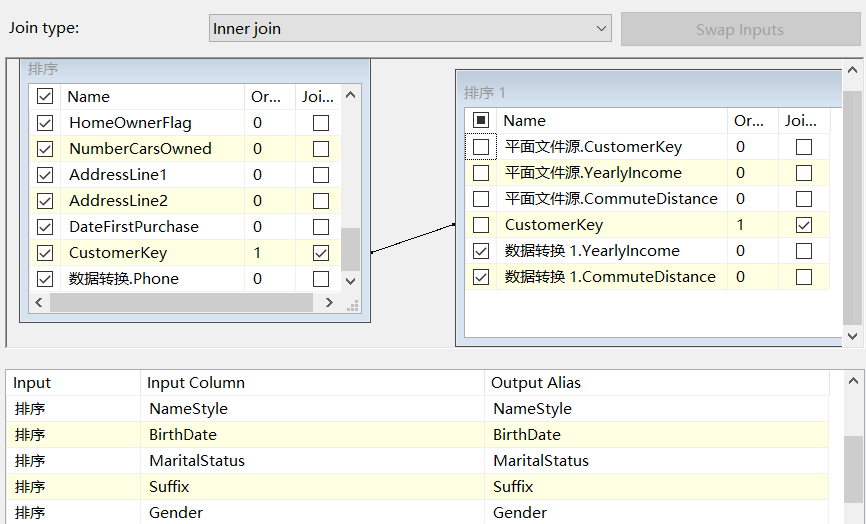 Join type:
Inner join
Swap Inputs
排序
Name Or... Joi...
HomeOwnerFlag 0
NumberCarsOwned 0
AddressLine1 0
AddressLine2 0
DateFirstPurchase 0
CustomerKey 1
数据转换.Phone 0
排序 1
Name Or... Joi...
平面文件源.CustomerKey 0
平面文件源.YearlyIncome 0
平面文件源.CommuteDistance 0
CustomerKey 1
数据转换 1.YearlyIncome 0
数据转换 1.CommuteDistance 0
Input Input Column Output Alias
排序 NameStyle NameStyle
排序 BirthDate BirthDate
排序 MaritalStatus MaritalStatus
排序 Suffix Suffix
排序 Gender Gender